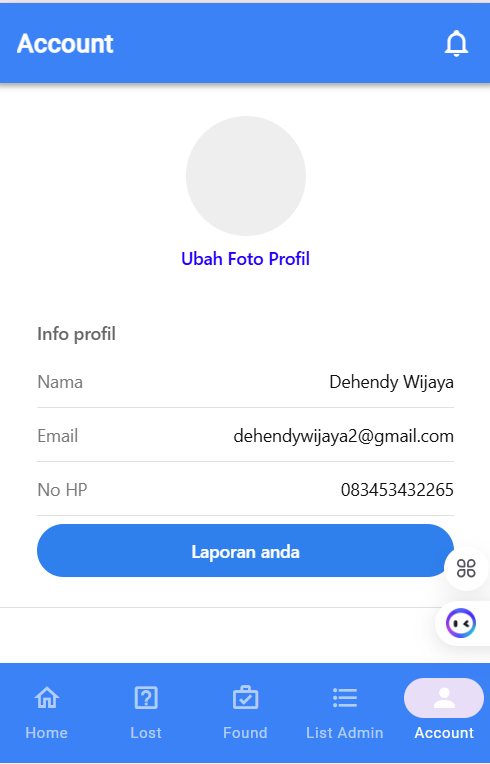 Account
Ubah Foto Profil
Info profil
Nama Dehendy Wijaya
Email dehendywijaya2@gmail.com
No HP 083453432265
Laporan anda
Home Lost Found List Admin Account